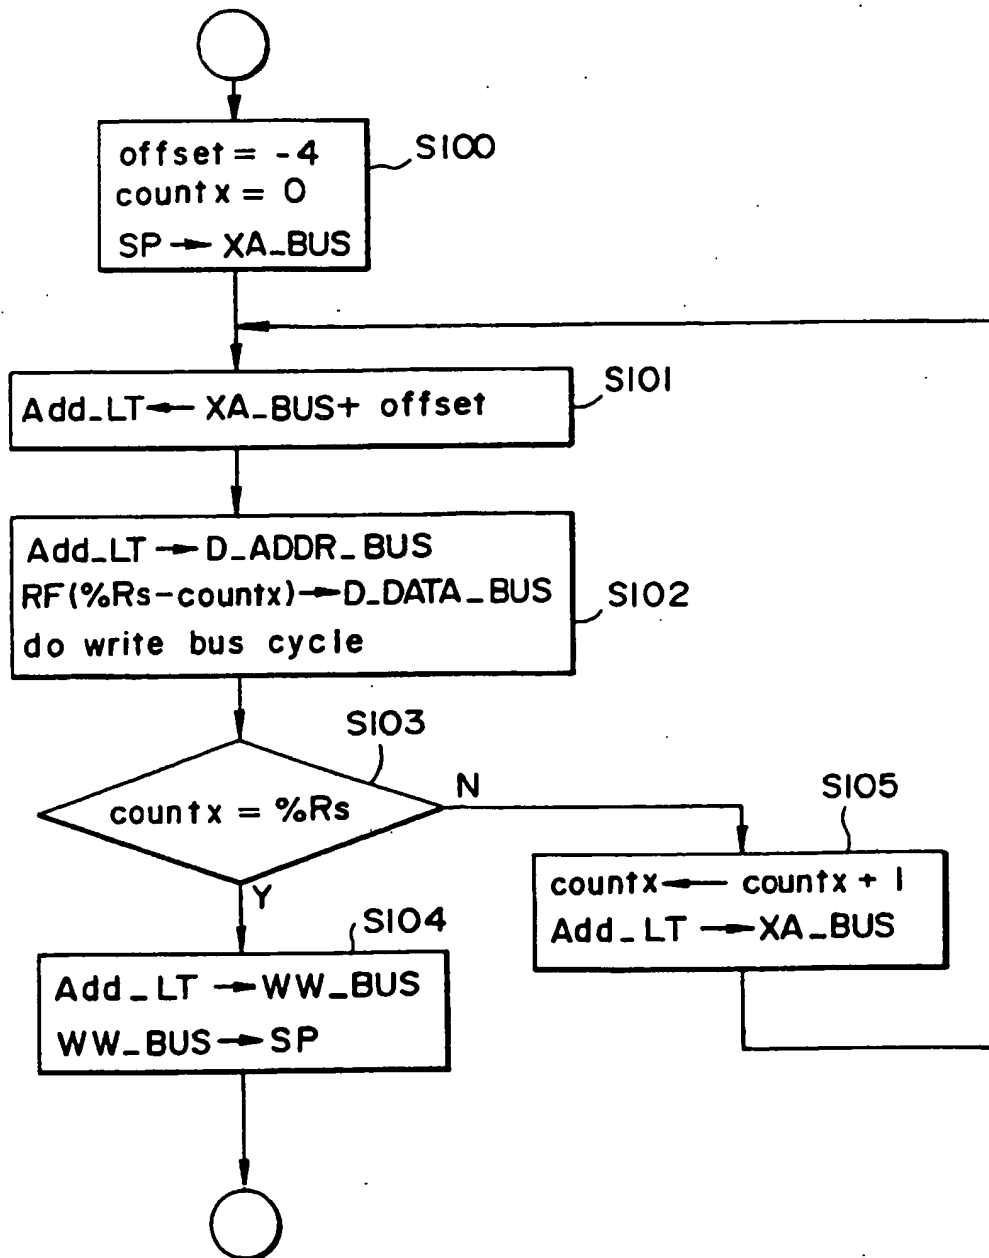 offset = -4
countx = 0
SP → XA_BUS
S100
Add_LT ← XA_BUS + offset
S101
Add_LT → D_ADDR_BUS
RF(%Rs-countx) → D_DATA_BUS
do write bus cycle
S102
S103
countx = %Rs
N
Y
S105
countx ← countx + 1
Add_LT → XA_BUS
S104
Add_LT → WW_BUS
WW_BUS → SP